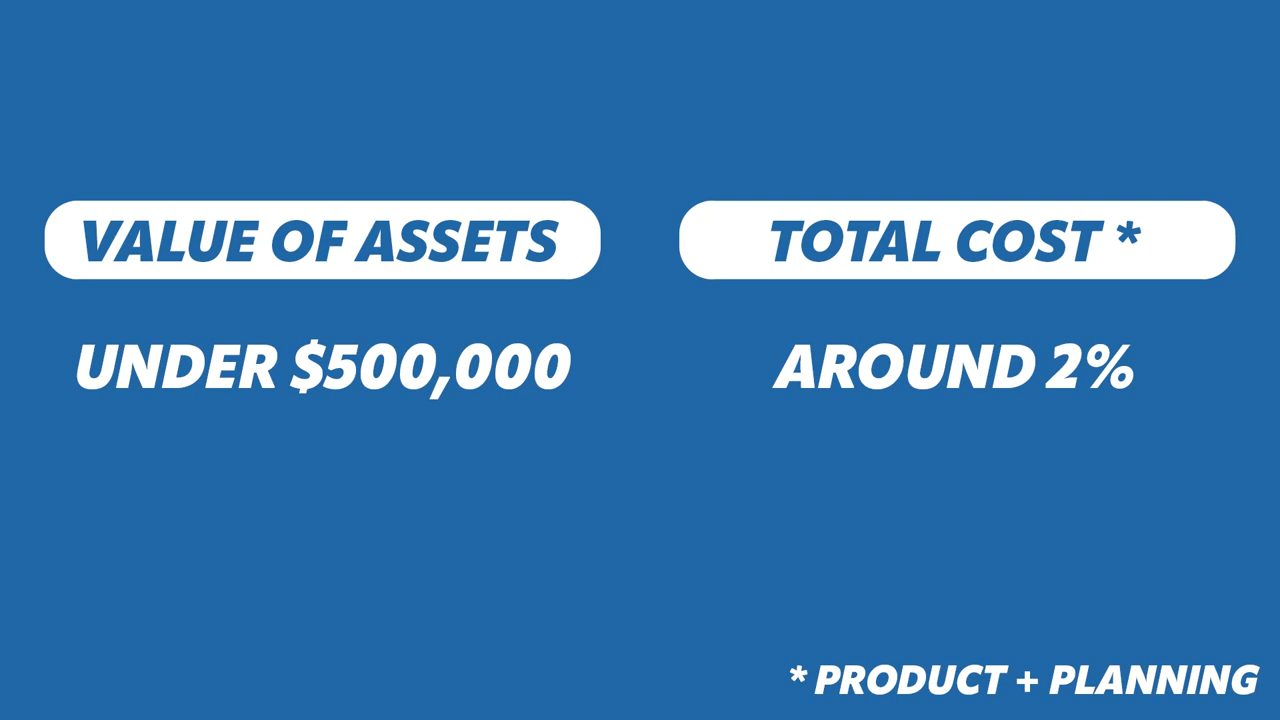 VALUE OF ASSETS
TOTAL COST *
UNDER $500,000
AROUND 2%
* PRODUCT + PLANNING